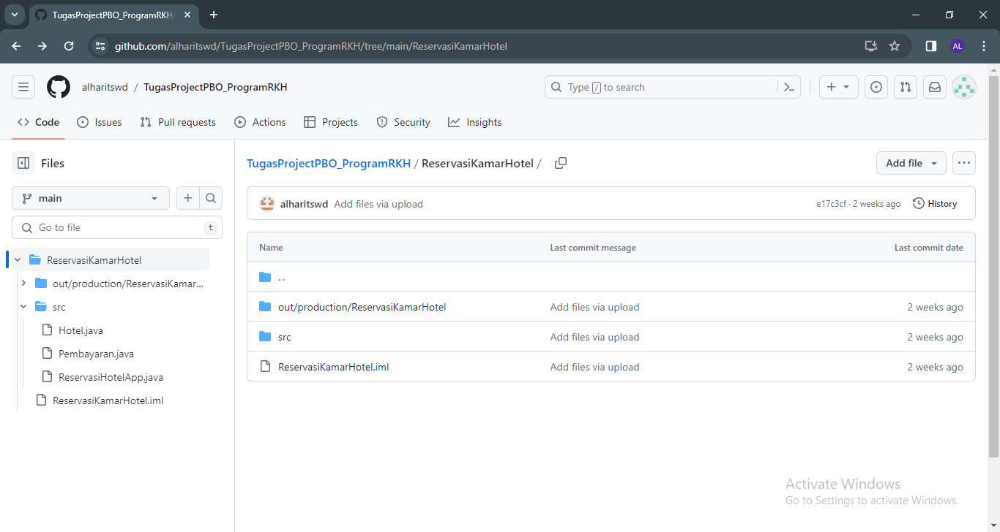 TugasProjectPBO_ProgramRKH/
github.com/alharitswd/TugasProjectPBO_ProgramRKH/tree/main/ReservasiKamarHotel
AL
alharitswd / TugasProjectPBO_ProgramRKH
Type / to search
Code Issues Pull requests Actions Projects Security Insights
Files
TugasProjectPBO_ProgramRKH / ReservasiKamarHotel /
Add file
main
Go to file
t
alharitswd Add files via upload
e17c3cf · 2 weeks ago
History
ReservasiKamarHotel
out/production/ReservasiKamar...
src
Hotel.java
Pembayaran.java
ReservasiHotelApp.java
ReservasiKamarHotel.iml
Name Last commit message Last commit date
..
out/production/ReservasiKamarHotel Add files via upload 2 weeks ago
src Add files via upload 2 weeks ago
ReservasiKamarHotel.iml Add files via upload 2 weeks ago
Activate Windows
Go to Settings to activate Windows.